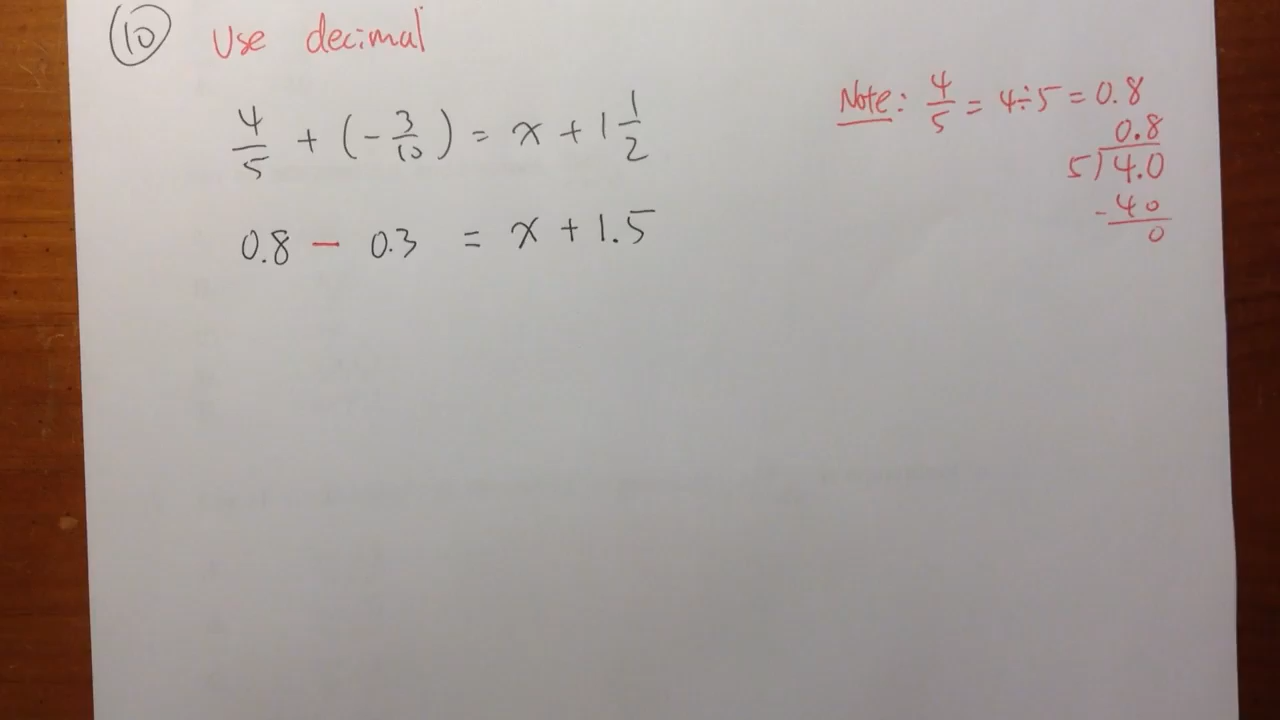 (10) Use decimal
4/5 + (-3/10) = x + 1 1/2
0.8 - 0.3 = x + 1.5
Note: 4/5 = 4÷5 = 0.8
0.8
5)4.0
-40
0